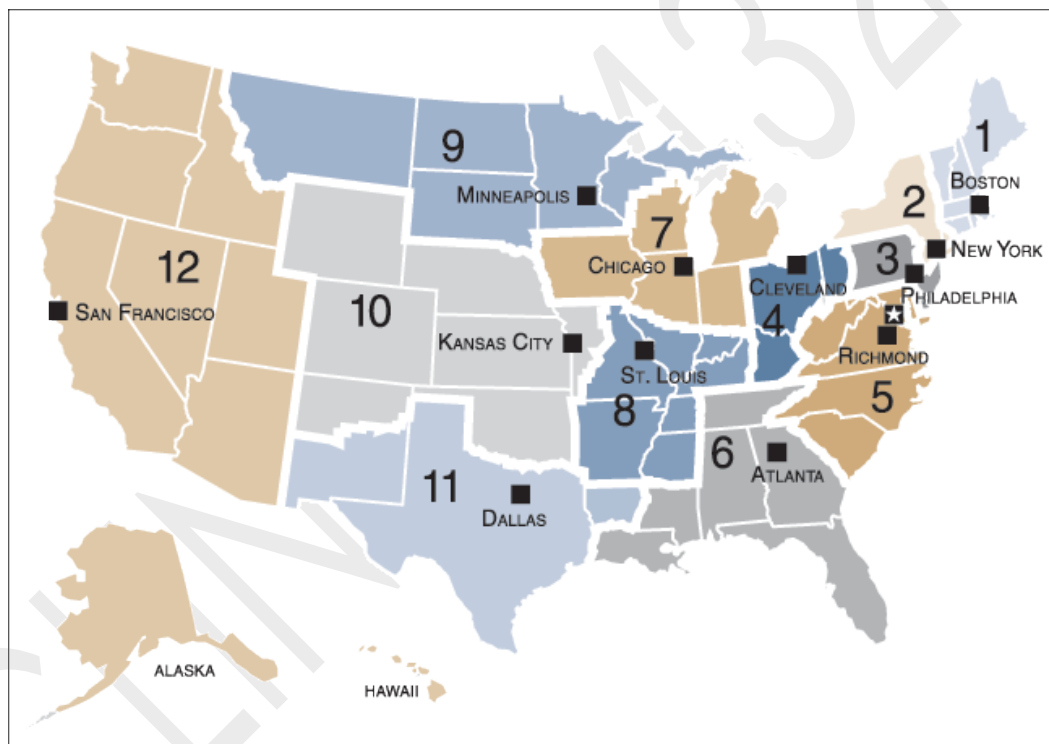 1
9
BOSTON
MINNEAPOLIS
2
7
NEW YORK
3
12
CHICAGO
CLEVELAND
PHILADELPHIA
SAN FRANCISCO
10
4
KANSAS CITY
RICHMOND
ST. LOUIS
5
8
6
11
ATLANTA
DALLAS
ALASKA
HAWAII